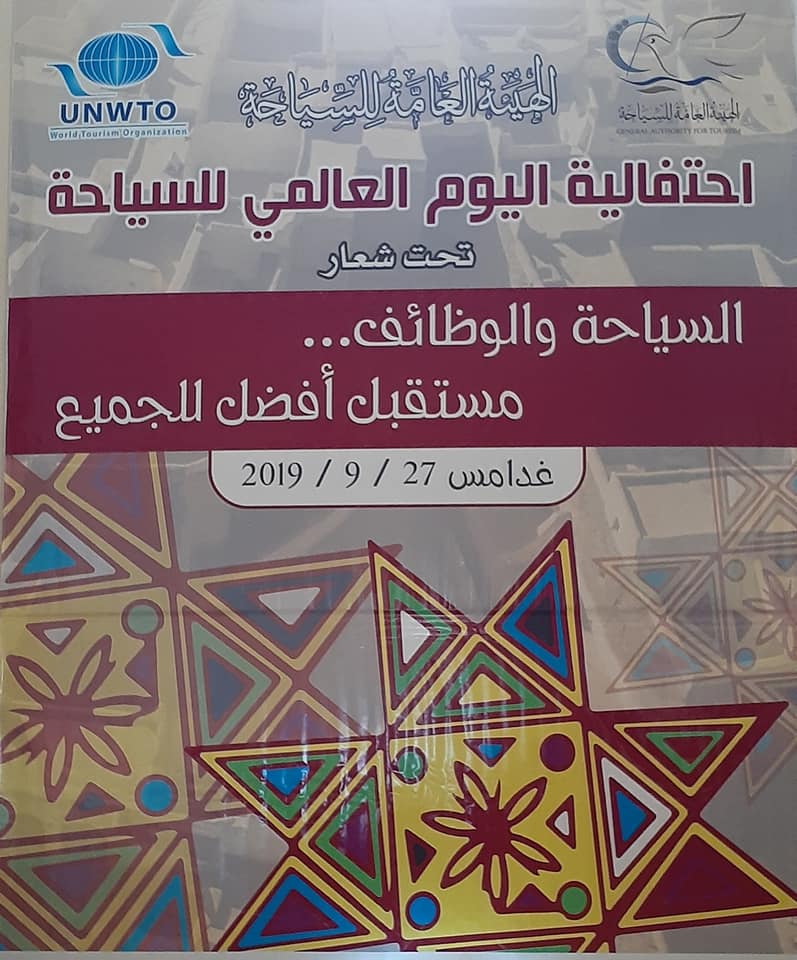 UNWTO
World Tourism Organization
الهيئة العامة للسياحة
الهيئة العامة للسياحة
GENERAL AUTHORITY FOR TOURISM
احتفالية اليوم العالمي للسياحة
تحت شعار
السياحة والوظائف...
مستقبل أفضل للجميع
غدامس 27 / 9 / 2019